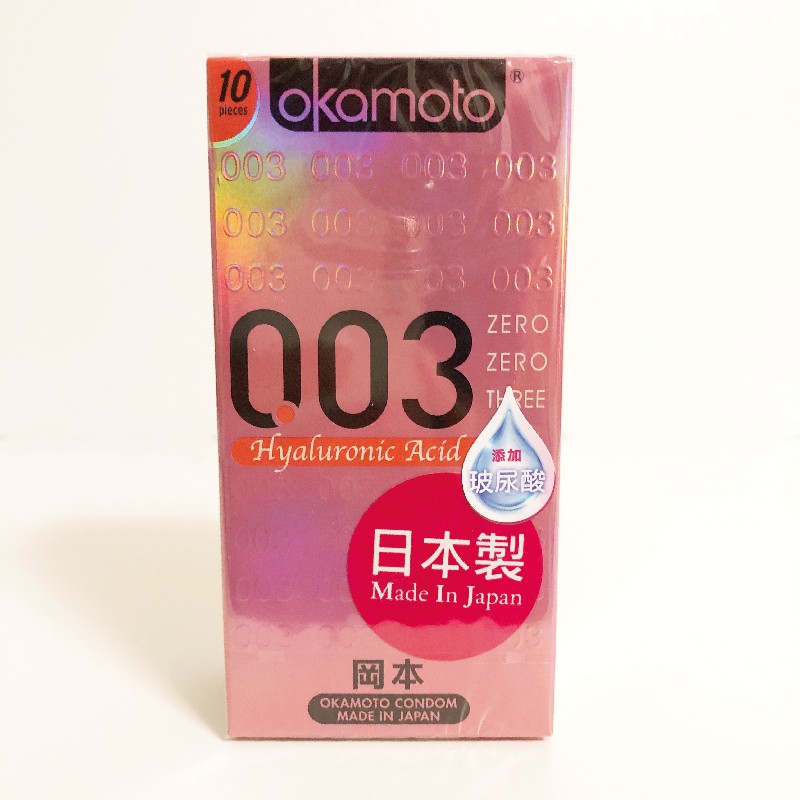 10
pieces
okamoto®
003 003 003 003
003 003 003 003
003 003 003 003
0.03
ZERO
ZERO
THREE
Hyaluronic Acid
添加
玻尿酸
日本製
Made In Japan
岡本
OKAMOTO CONDOM
MADE IN JAPAN